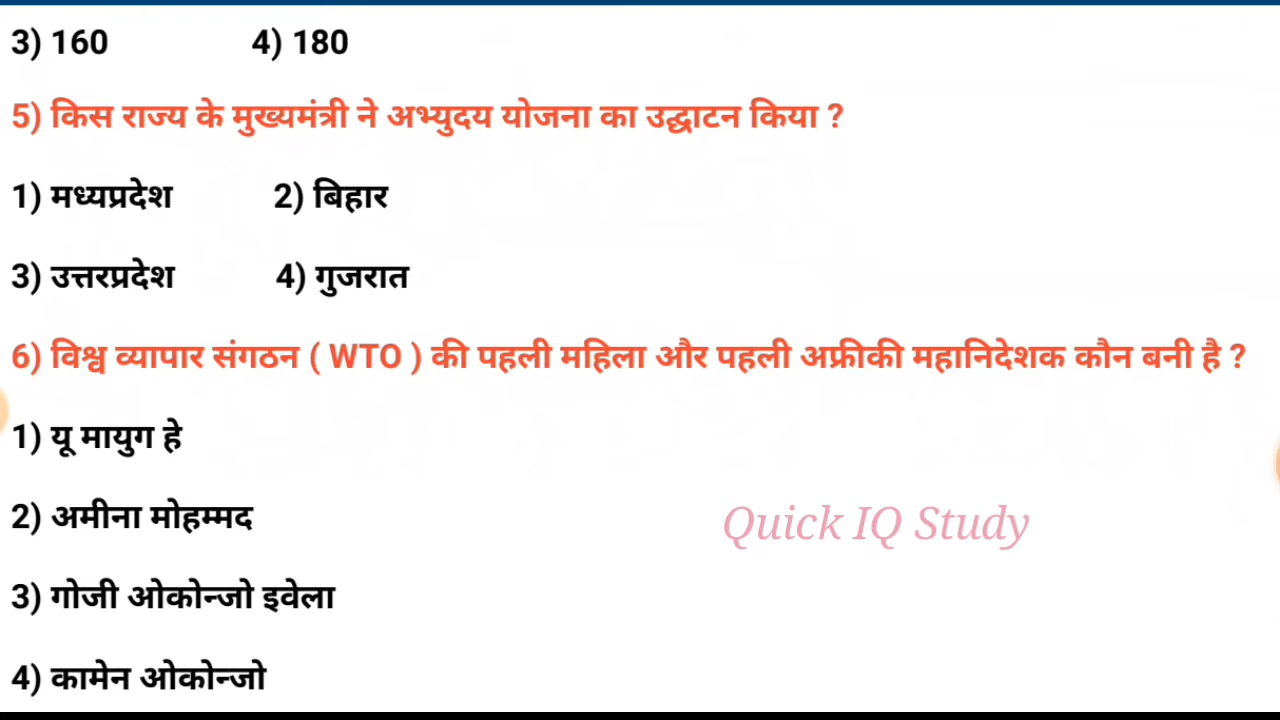 3) 160 4) 180
5) किस राज्य के मुख्यमंत्री ने अभ्युदय योजना का उद्घाटन किया ?
1) मध्यप्रदेश 2) बिहार
3) उत्तरप्रदेश 4) गुजरात
6) विश्व व्यापार संगठन ( WTO ) की पहली महिला और पहली अफ्रीकी महानिदेशक कौन बनी है ?
1) यू मायुग हे
2) अमीना मोहम्मद
Quick IQ Study
3) गोजी ओकोन्जो इवेला
4) कामेन ओकोन्जो